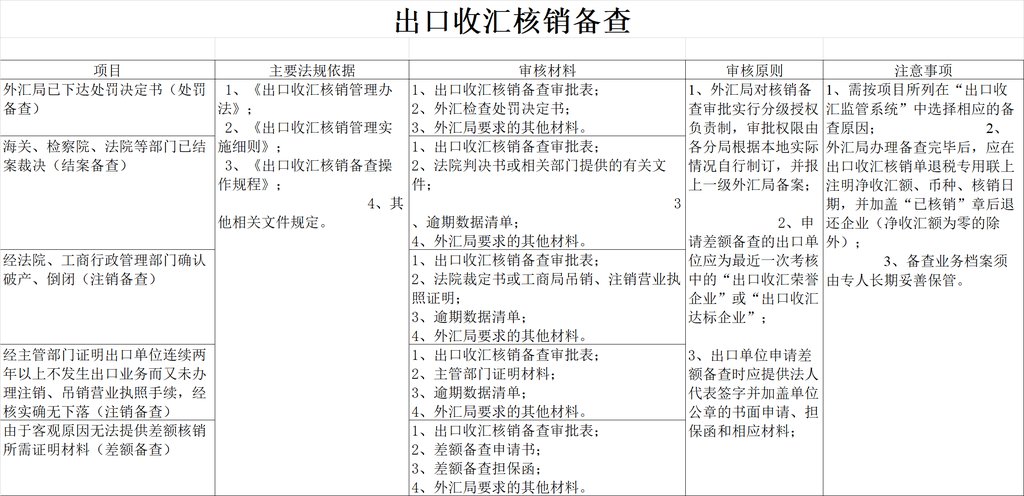 出口收汇核销备查
项目
主要法规依据
审核材料
审核原则
注意事项
外汇局已下达处罚决定书（处罚
备查）
海关、检察院、法院等部门已结
案裁决（结案备查）
经法院、工商行政管理部门确认
破产、倒闭（注销备查）
经主管部门证明出口单位连续两
年以上不发生出口业务而又未办
理注销、吊销营业执照手续，经
核实确无下落（注销备查）
由于客观原因无法提供差额核销
所需证明材料（差额备查）
1、《出口收汇核销管理办
法》；
2、《出口收汇核销管理实
施细则》；
3、《出口收汇核销备查操
作规程》；
4、其
他相关文件规定。
1、出口收汇核销备查审批表；
2、外汇检查处罚决定书；
3、外汇局要求的其他材料。
1、出口收汇核销备查审批表；
2、法院判决书或相关部门提供的有关文
件；
3
、逾期数据清单；
4、外汇局要求的其他材料。
1、出口收汇核销备查审批表；
2、法院裁定书或工商局吊销、注销营业执
照证明；
3、逾期数据清单；
4、外汇局要求的其他材料。
1、出口收汇核销备查审批表；
2、主管部门证明材料；
3、逾期数据清单；
4、外汇局要求的其他材料。
1、出口收汇核销备查审批表；
2、差额备查申请书；
3、差额备查担保函；
4、外汇局要求的其他材料。
1、外汇局对核销备
查审批实行分级授权
负责制，审批权限由
各分局根据本地实际
情况自行制订，并报
上一级外汇局备案；
2、申
请差额备查的出口单
位应为最近一次考核
中的“出口收汇荣誉
企业”或“出口收汇
达标企业”；
3、出口单位申请差
额备查时应提供法人
代表签字并加盖单位
公章的书面申请、担
保函和相应材料；
1、需按项目所列在“出口收
汇监管系统”中选择相应的备
查原因； 2、
外汇局办理备查完毕后，应在
出口收汇核销单退税专用联上
注明净收汇额、币种、核销日
期，并加盖“已核销”章后退
还企业（净收汇额为零的除
外）；
3、备查业务档案须
由专人长期妥善保管。